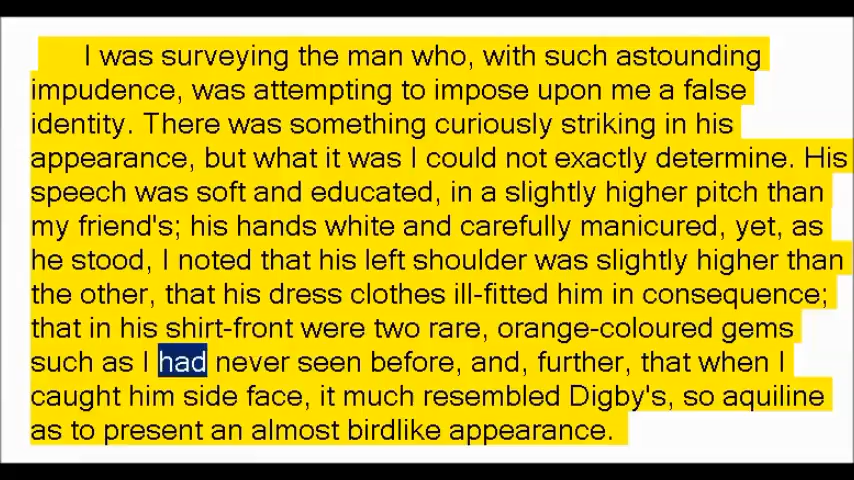 I was surveying the man who, with such astounding
impudence, was attempting to impose upon me a false
identity. There was something curiously striking in his
appearance, but what it was I could not exactly determine. His
speech was soft and educated, in a slightly higher pitch than
my friend's; his hands white and carefully manicured, yet, as
he stood, I noted that his left shoulder was slightly higher than
the other, that his dress clothes ill-fitted him in consequence;
that in his shirt-front were two rare, orange-coloured gems
such as I had never seen before, and, further, that when I
caught him side face, it much resembled Digby's, so aquiline
as to present an almost birdlike appearance.